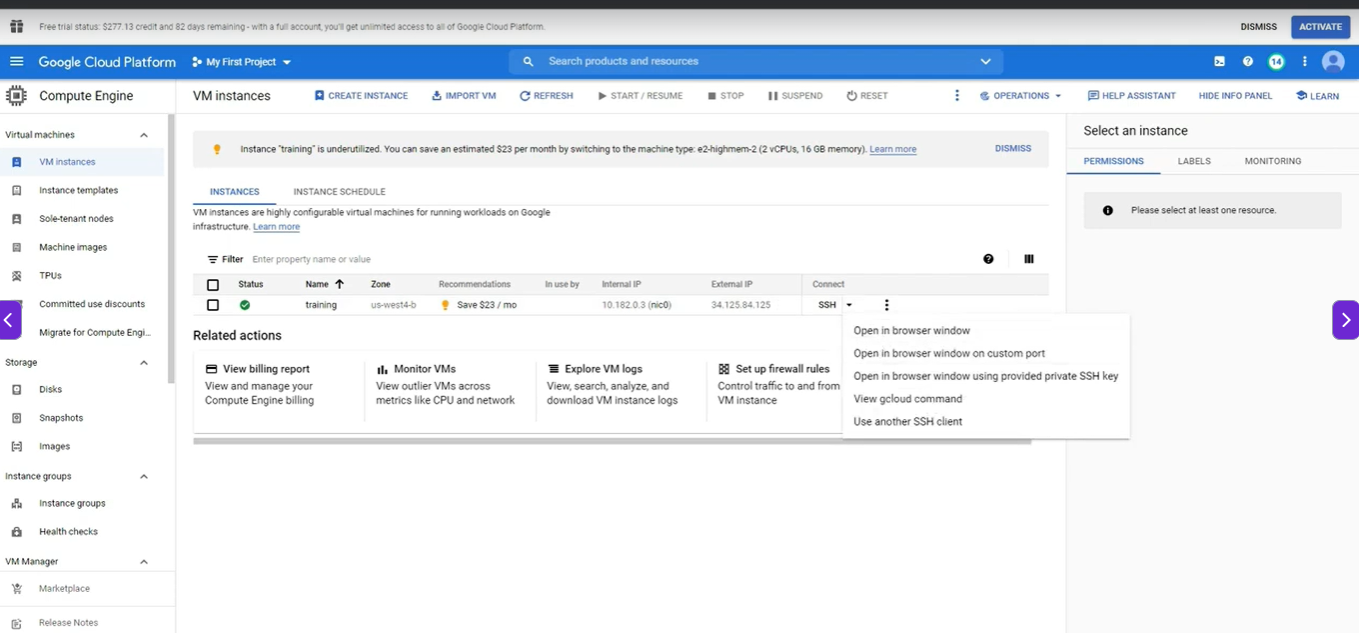 Free trial status: $277.13 credit and 82 days remaining - with a full account, you'll get unlimited access to all of Google Cloud Platform.
DISMISS
ACTIVATE
Google Cloud Platform
My First Project
Search products and resources
14
Compute Engine
VM instances
CREATE INSTANCE
IMPORT VM
REFRESH
START / RESUME
STOP
SUSPEND
RESET
OPERATIONS
HELP ASSISTANT
HIDE INFO PANEL
LEARN
Virtual machines
VM instances
Instance templates
Sole-tenant nodes
Machine images
TPUs
Committed use discounts
Migrate for Compute Engi...
Storage
Disks
Snapshots
Images
Instance groups
Instance groups
Health checks
VM Manager
Marketplace
Release Notes
Instance "training" is underutilized. You can save an estimated $23 per month by switching to the machine type: e2-highmem-2 (2 vCPUs, 16 GB memory). Learn more
DISMISS
INSTANCES
INSTANCE SCHEDULE
VM instances are highly configurable virtual machines for running workloads on Google
infrastructure. Learn more
Filter Enter property name or value
Status Name Zone Recommendations In use by Internal IP External IP Connect
training us-west4-b Save $23 / mo 10.182.0.3 (nic0) 34.125.84.125 SSH
Open in browser window
Open in browser window on custom port
Open in browser window using provided private SSH key
View gcloud command
Use another SSH client
Related actions
View billing report
View and manage your
Compute Engine billing
Monitor VMs
View outlier VMs across
metrics like CPU and network
Explore VM logs
View, search, analyze, and
download VM instance logs
Set up firewall rules
Control traffic to and from
VM instance
Select an instance
PERMISSIONS
LABELS
MONITORING
Please select at least one resource.